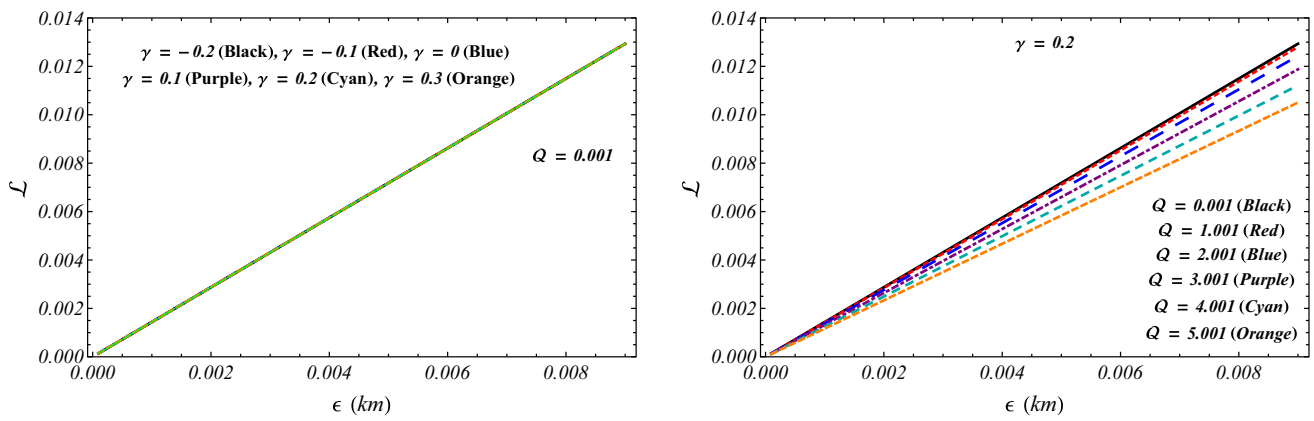 0.014
0.012
0.010
0.008
0.006
0.004
0.002
0.000
ℒ
γ = -0.2 (Black), γ = -0.1 (Red), γ = 0 (Blue)
γ = 0.1 (Purple), γ = 0.2 (Cyan), γ = 0.3 (Orange)
Q = 0.001
0.000 0.002 0.004 0.006 0.008
ϵ (km)
0.014
0.012
0.010
0.008
0.006
0.004
0.002
0.000
ℒ
γ = 0.2
Q = 0.001 (Black)
Q = 1.001 (Red)
Q = 2.001 (Blue)
Q = 3.001 (Purple)
Q = 4.001 (Cyan)
Q = 5.001 (Orange)
0.000 0.002 0.004 0.006 0.008
ϵ (km)